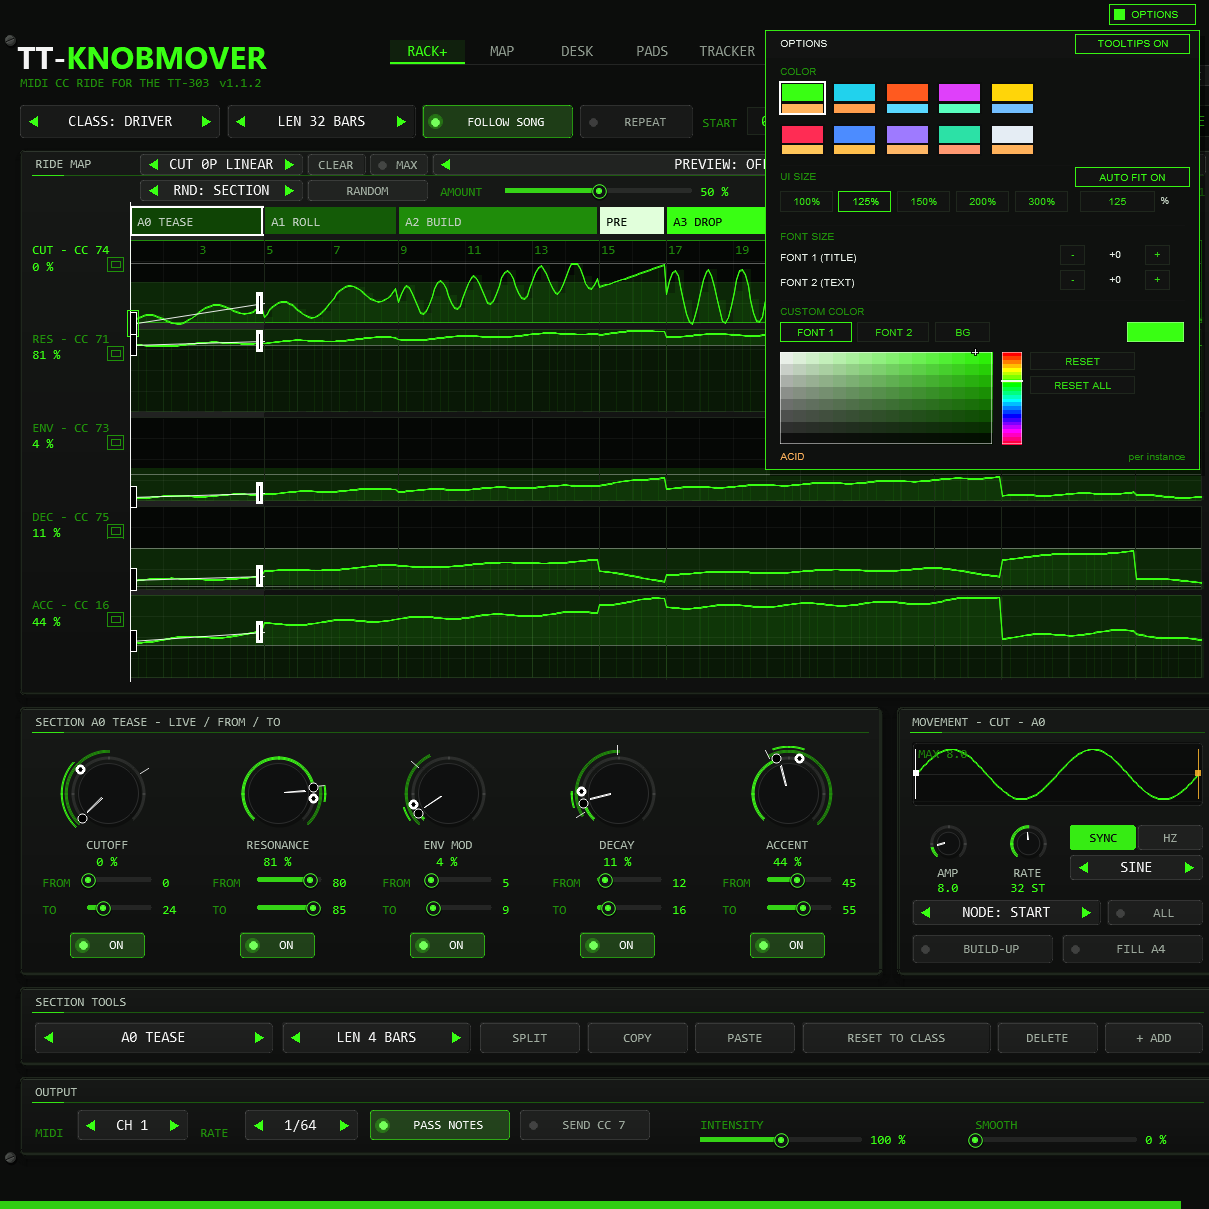 OPTIONS
TT-KNOBMOVER
MIDI CC RIDE FOR THE TT-303 v1.1.2
RACK+ MAP DESK PADS TRACKER
OPTIONS TOOLTIPS ON
COLOR
CLASS: DRIVER LEN 32 BARS FOLLOW SONG REPEAT START
RIDE MAP CUT 0P LINEAR CLEAR MAX PREVIEW: OFF
RND: SECTION RANDOM AMOUNT 50 %
UI SIZE AUTO FIT ON
100% 125% 150% 200% 300% 125 %
A0 TEASE A1 ROLL A2 BUILD PRE A3 DROP
FONT SIZE
FONT 1 (TITLE) - +0 +
FONT 2 (TEXT) - +0 +
CUSTOM COLOR
FONT 1 FONT 2 BG
RESET
RESET ALL
ACID per instance
3 5 7 9 11 13 15 17 19
CUT - CC 74
0 %
RES - CC 71
81 %
ENV - CC 73
4 %
DEC - CC 75
11 %
ACC - CC 16
44 %
SECTION A0 TEASE - LIVE / FROM / TO
CUTOFF RESONANCE ENV MOD DECAY ACCENT
0 % 81 % 4 % 11 % 44 %
FROM 0 FROM 80 FROM 5 FROM 12 FROM 45
TO 24 TO 85 TO 9 TO 16 TO 55
ON ON ON ON ON
MOVEMENT - CUT - A0
MAX 8.0
SYNC HZ
AMP RATE SINE
8.0 32 ST
NODE: START ALL
BUILD-UP FILL A4
SECTION TOOLS
A0 TEASE LEN 4 BARS SPLIT COPY PASTE RESET TO CLASS DELETE + ADD
OUTPUT
MIDI CH 1 RATE 1/64 PASS NOTES SEND CC 7 INTENSITY 100 % SMOOTH 0 %